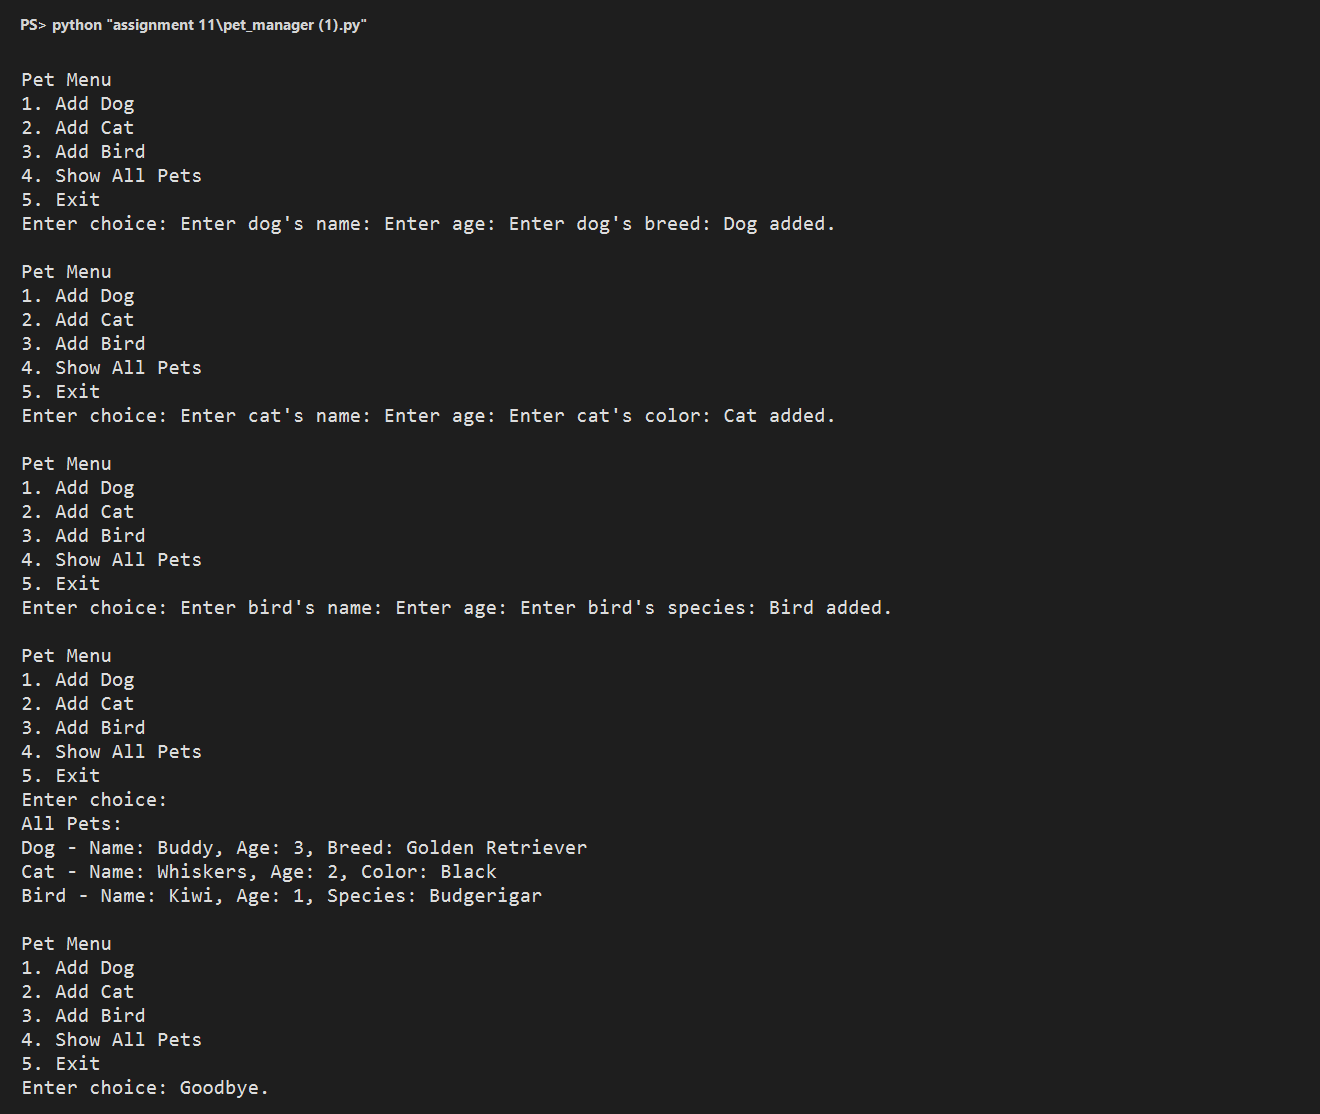 PS> python "assignment 11\pet_manager (1).py"
Pet Menu
1. Add Dog
2. Add Cat
3. Add Bird
4. Show All Pets
5. Exit
Enter choice: Enter dog's name: Enter age: Enter dog's breed: Dog added.
Pet Menu
1. Add Dog
2. Add Cat
3. Add Bird
4. Show All Pets
5. Exit
Enter choice: Enter cat's name: Enter age: Enter cat's color: Cat added.
Pet Menu
1. Add Dog
2. Add Cat
3. Add Bird
4. Show All Pets
5. Exit
Enter choice: Enter bird's name: Enter age: Enter bird's species: Bird added.
Pet Menu
1. Add Dog
2. Add Cat
3. Add Bird
4. Show All Pets
5. Exit
Enter choice:
All Pets:
Dog - Name: Buddy, Age: 3, Breed: Golden Retriever
Cat - Name: Whiskers, Age: 2, Color: Black
Bird - Name: Kiwi, Age: 1, Species: Budgerigar
Pet Menu
1. Add Dog
2. Add Cat
3. Add Bird
4. Show All Pets
5. Exit
Enter choice: Goodbye.